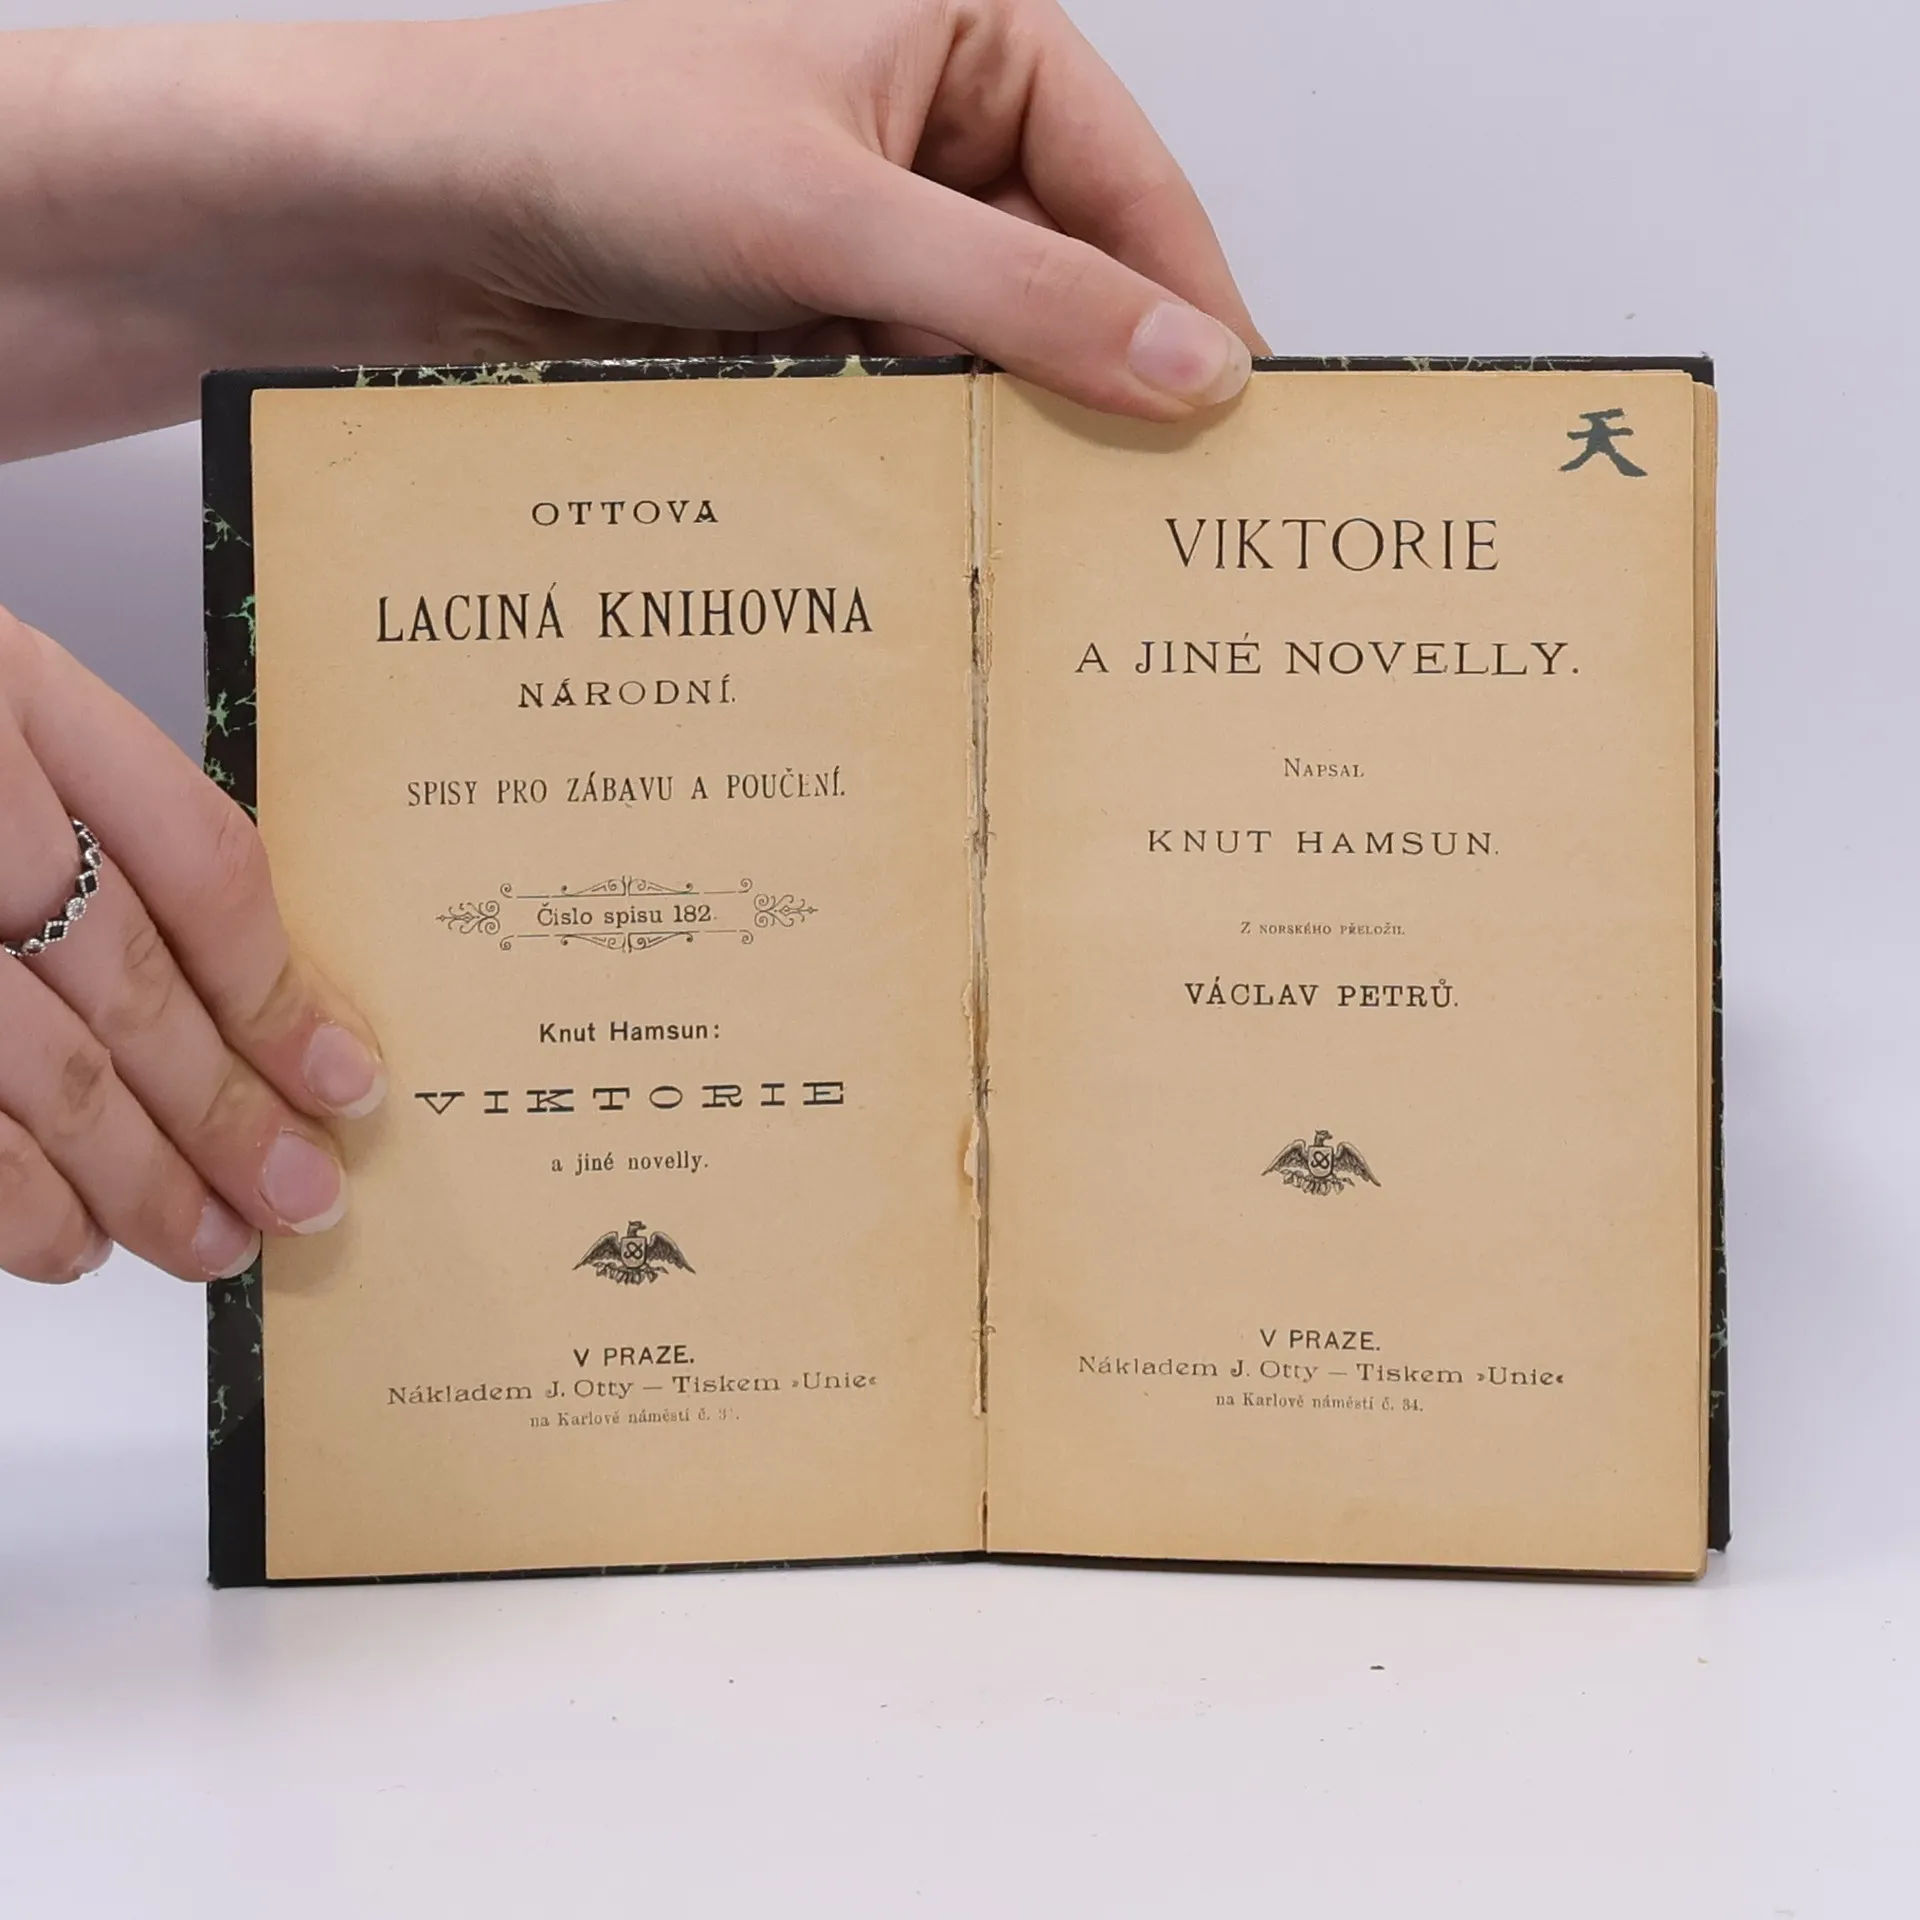 OTTOVA
LACINÁ KNIHOVNA
NÁRODNÍ.
SPISY PRO ZÁBAVU A POUČENÍ.
Číslo spisu 182.
Knut Hamsun:
VIKTORIE
a jiné novelly.
V PRAZE.
Nákladem J. Otty — Tiskem »Unie«
na Karlově náměstí č.
VIKTORIE
A JINÉ NOVELLY.
NAPSAL
KNUT HAMSUN.
Z NORSKÉHO PŘELOŽIL
VÁCLAV PETRŮ.
V PRAZE.
Nákladem J. Otty — Tiskem »Unie«
na Karlově náměstí č. 34.